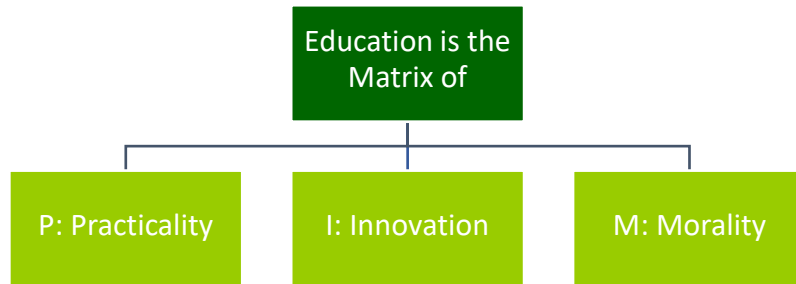 Education is the
Matrix of
P: Practicality
I: Innovation
M: Morality